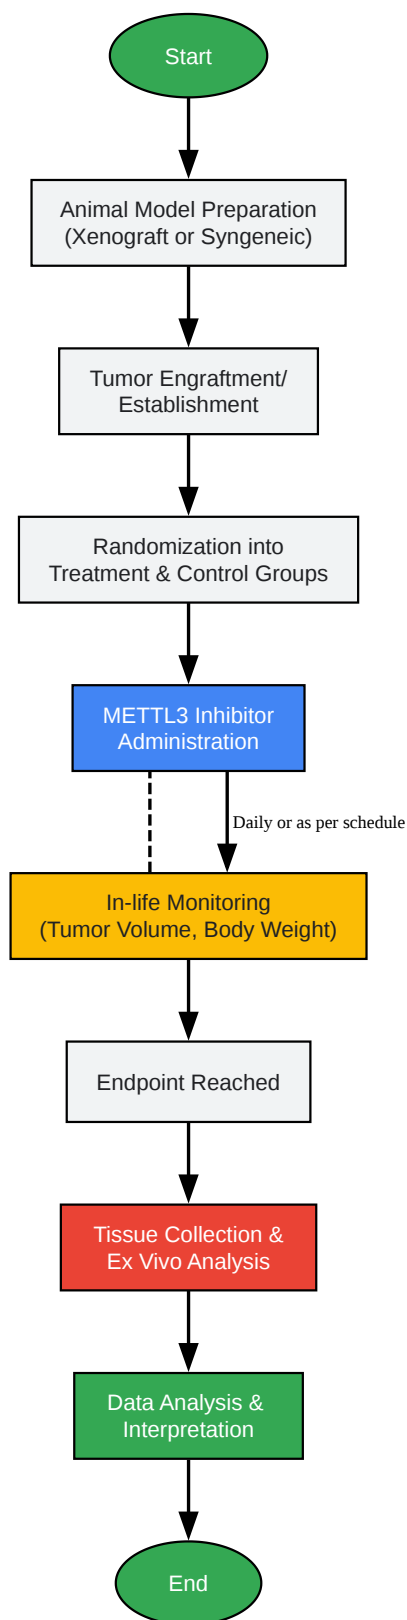 Start
Animal Model Preparation
(Xenograft or Syngeneic)
Tumor Engraftment/
Establishment
Randomization into
Treatment & Control Groups
METTL3 Inhibitor
Administration
Daily or as per schedule
In-life Monitoring
(Tumor Volume, Body Weight)
Endpoint Reached
Tissue Collection &
Ex Vivo Analysis
Data Analysis &
Interpretation
End